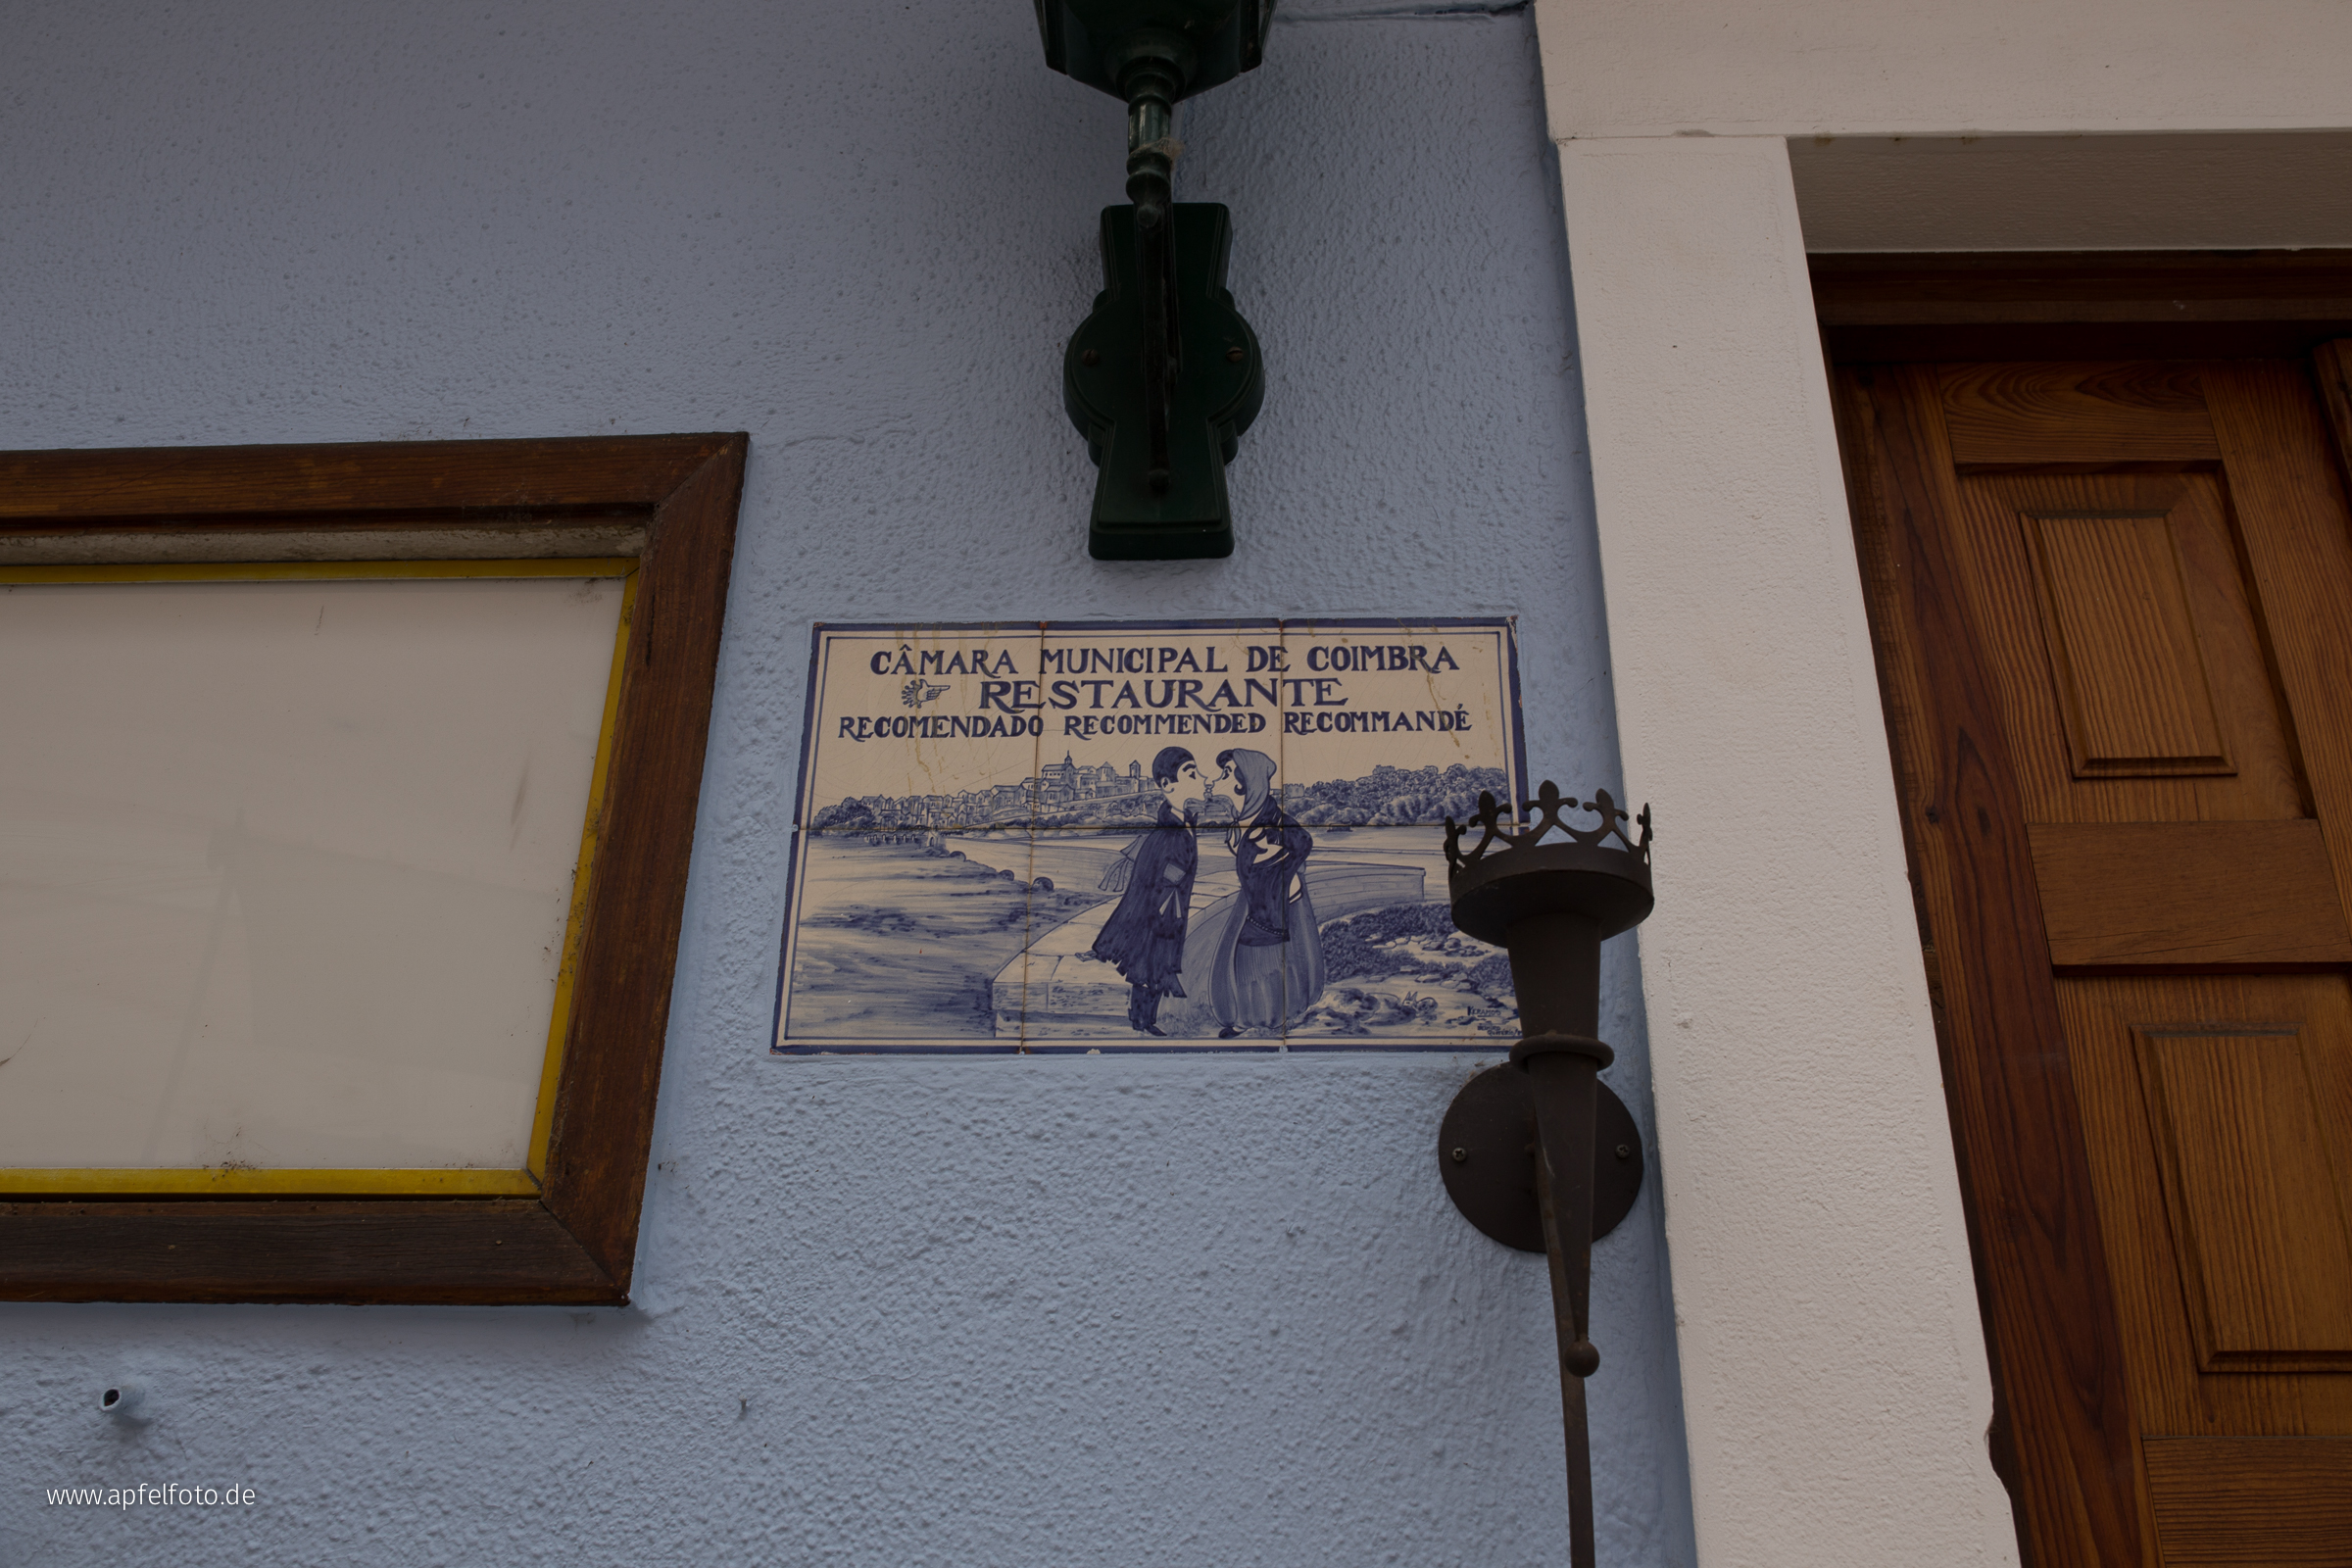 CÂMARA MUNICIPAL DE COIMBRA
RESTAURANTE
RECOMENDADO RECOMMENDED RECOMMANDÉ
www.apfelfoto.de